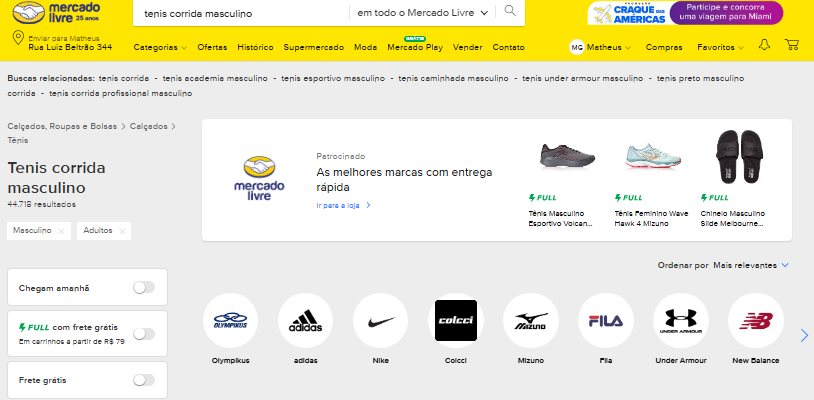 mercado
livre 25 anos
tenis corrida masculino
em todo o Mercado Livre
PROMOÇÃO
CRAQUE DAS
AMÉRICAS
Participe e concorra
uma viagem para Miami
Enviar para Matheus
Rua Luiz Beltrão 344
Categorias
Ofertas
Histórico
Supermercado
Moda
GRÁTIS
Mercado Play
Vender
Contato
MG
Matheus
Compras
Favoritos
Buscas relacionadas: tenis corrida - tenis academia masculino - tenis esportivo masculino - tenis caminhada masculino - tenis under armour masculino - tenis preto masculino
corrida - tenis corrida profissional masculino
Calçados, Roupas e Bolsas > Calçados >
Tênis
Tenis corrida
masculino
44.718 resultados
Masculino ×
Adultos ×
mercado
livre
Patrocinado
As melhores marcas com entrega
rápida
Ir para a loja >
FULL
Tênis Masculino
Esportivo Volcan...
FULL
Tênis Feminino Wave
Hawk 4 Mizuno
FULL
Chinelo Masculino
Slide Melbourne...
Ordenar por Mais relevantes
Chegam amanhã
FULL com frete grátis
Em carrinhos a partir de R$ 79
Frete grátis
OLYMPIKUS
adidas
colcci
mizuno
FILA
UNDER ARMOUR
new balance
Olympikus
adidas
Nike
Colcci
Mizuno
Fila
Under Armour
New Balance